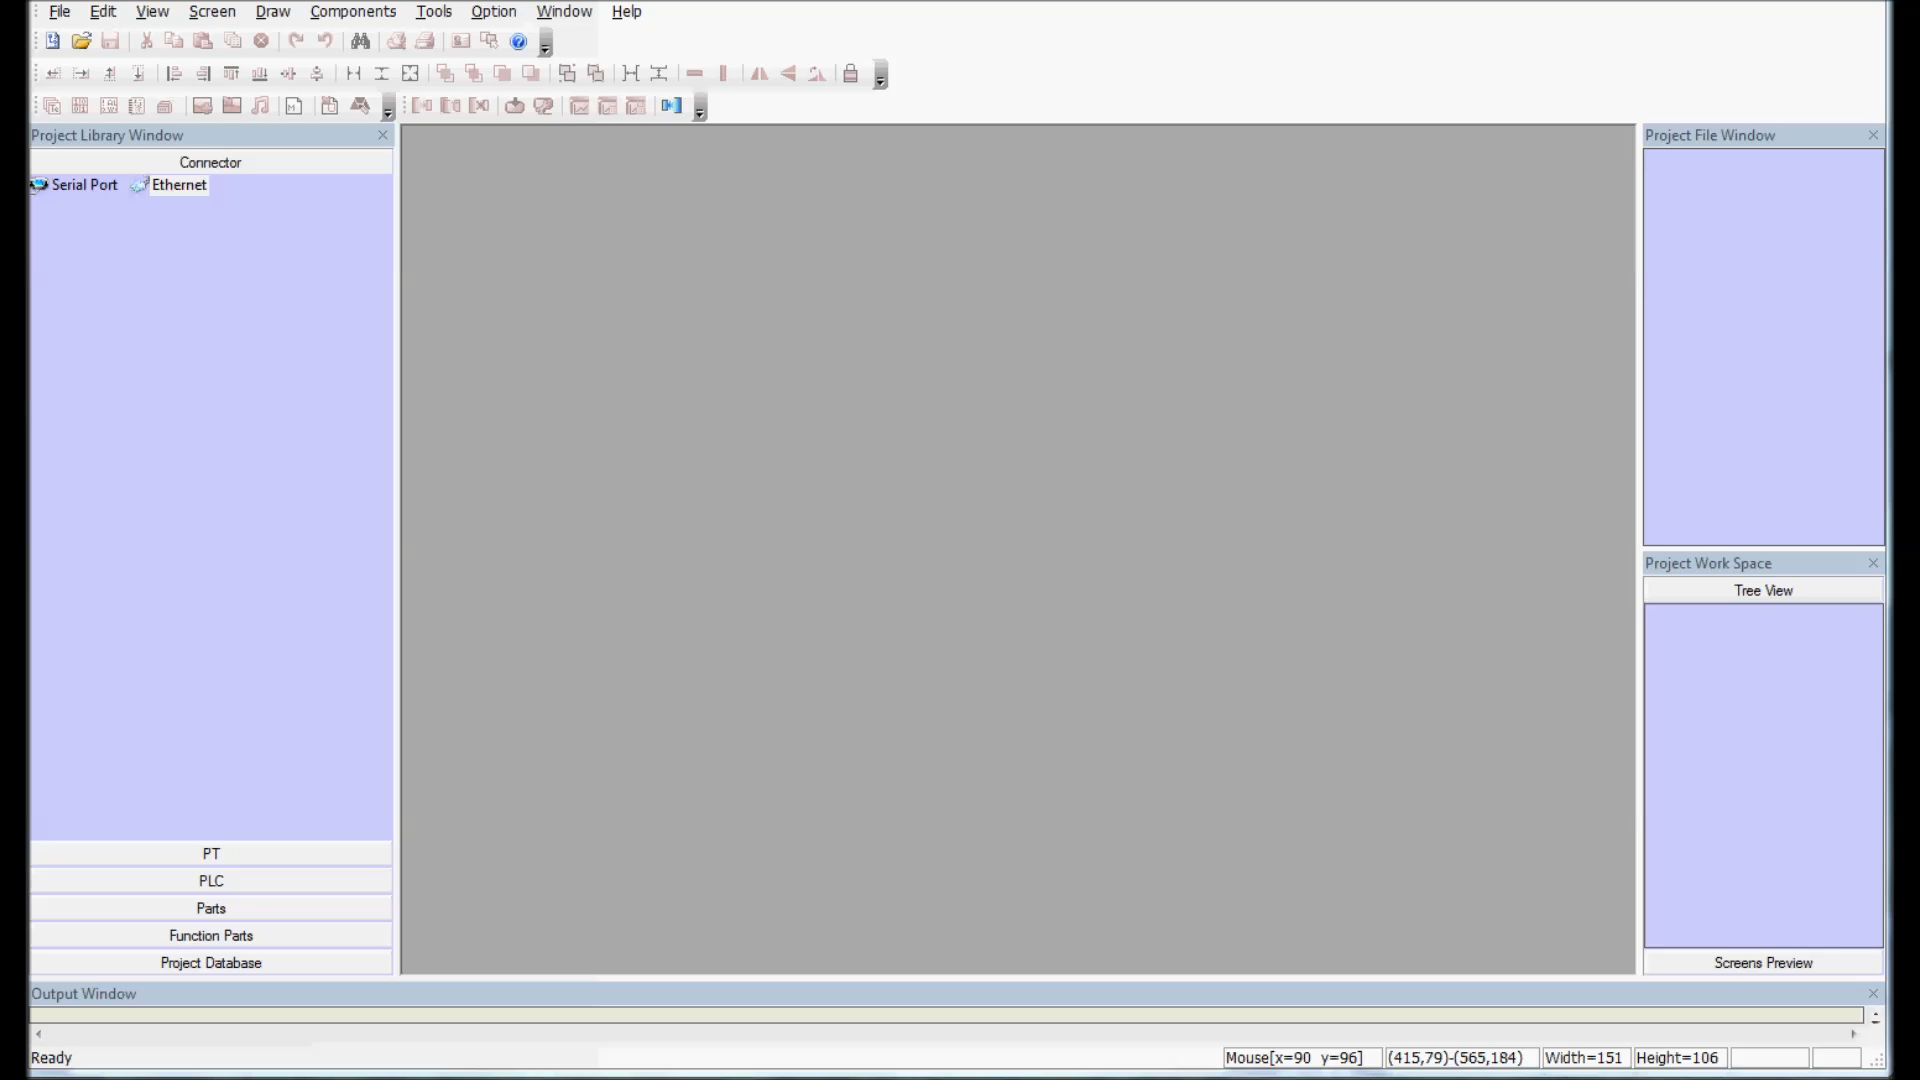 File Edit View Screen Draw Components Tools Option Window Help
Project Library Window
Connector
Serial Port Ethernet
PT
PLC
Parts
Function Parts
Project Database
Project File Window
Project Work Space
Tree View
Screens Preview
Output Window
Ready Mouse[x=90 y=96] (415,79)-(565,184) Width=151 Height=106